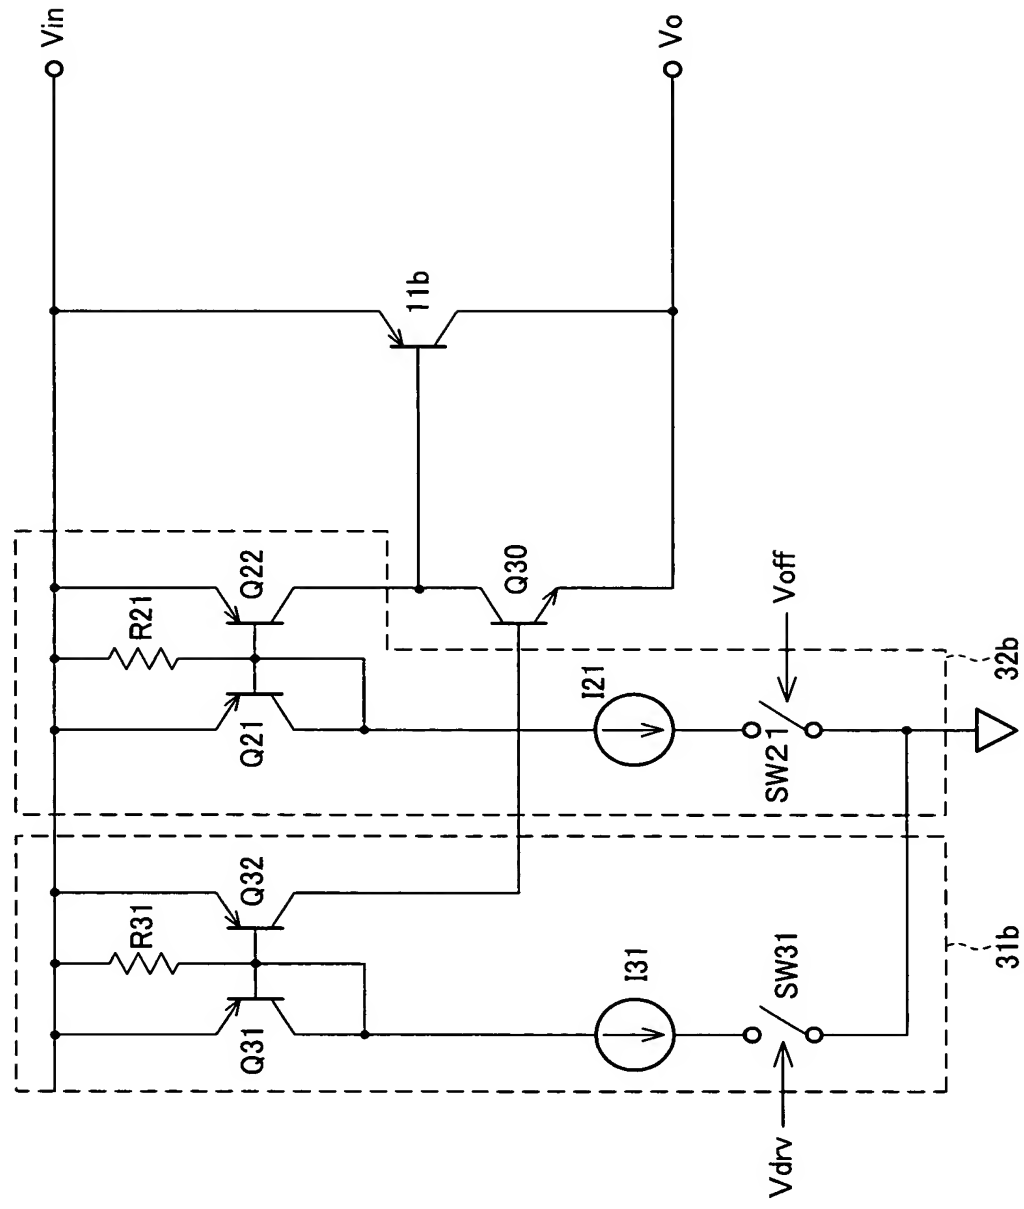 Vin
Vo
11b
Q22
R21
Q21
Q30
I21
Voff
SW21
32b
Q32
R31
Q31
I31
SW31
31b
Vdrv